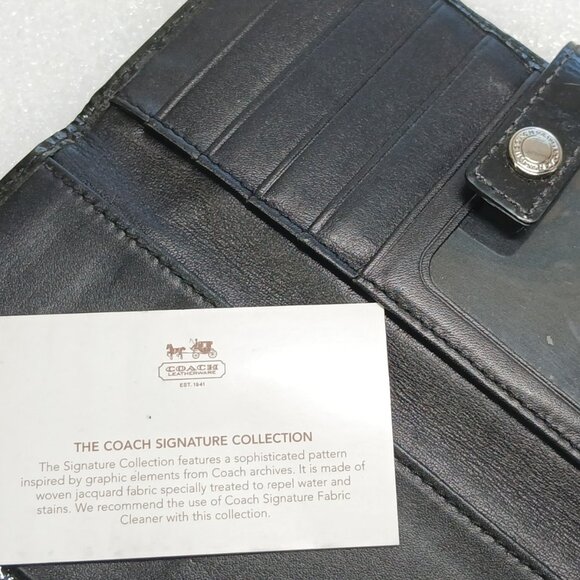 COACH
LEATHERWARE
EST. 1941
THE COACH SIGNATURE COLLECTION
The Signature Collection features a sophisticated pattern
inspired by graphic elements from Coach archives. It is made of
woven jacquard fabric specially treated to repel water and
stains. We recommend the use of Coach Signature Fabric
Cleaner with this collection.